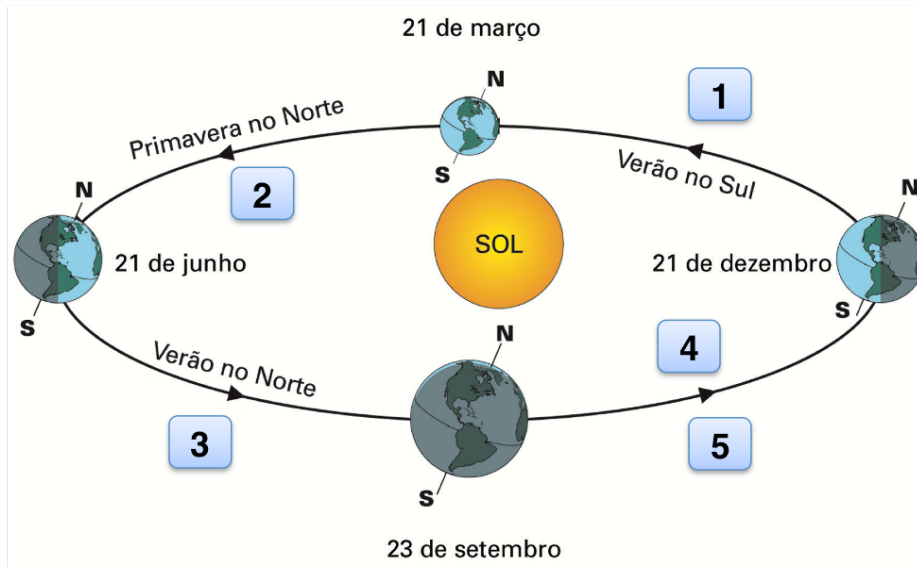 21 de março
N
1
Primavera no Norte
S
Verão no Sul
2
N
N
SOL
21 de junho
21 de dezembro
S
S
N
4
Verão no Norte
3
5
S
23 de setembro